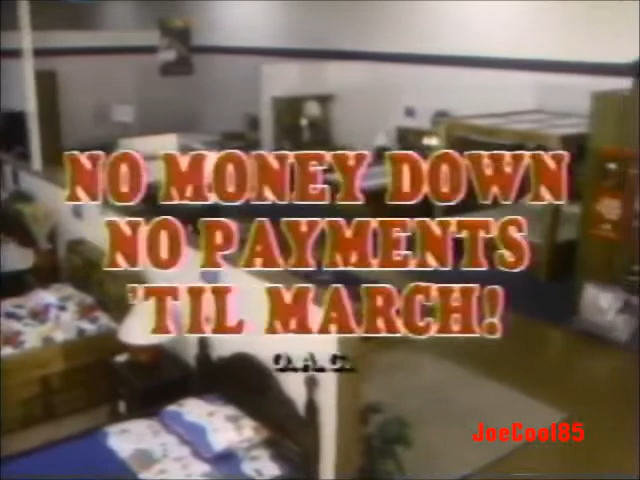 NO MONEY DOWN
NO PAYMENTS
'TIL MARCH!
O.A.C.
JoeCool85